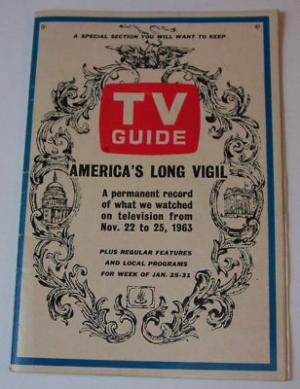 A SPECIAL SECTION YOU WILL WANT TO KEEP
TV
GUIDE
AMERICA'S LONG VIGIL
A permanent record
of what we watched
on television from
Nov. 22 to 25, 1963
PLUS REGULAR FEATURES
AND LOCAL PROGRAMS
FOR WEEK OF JAN. 25-31